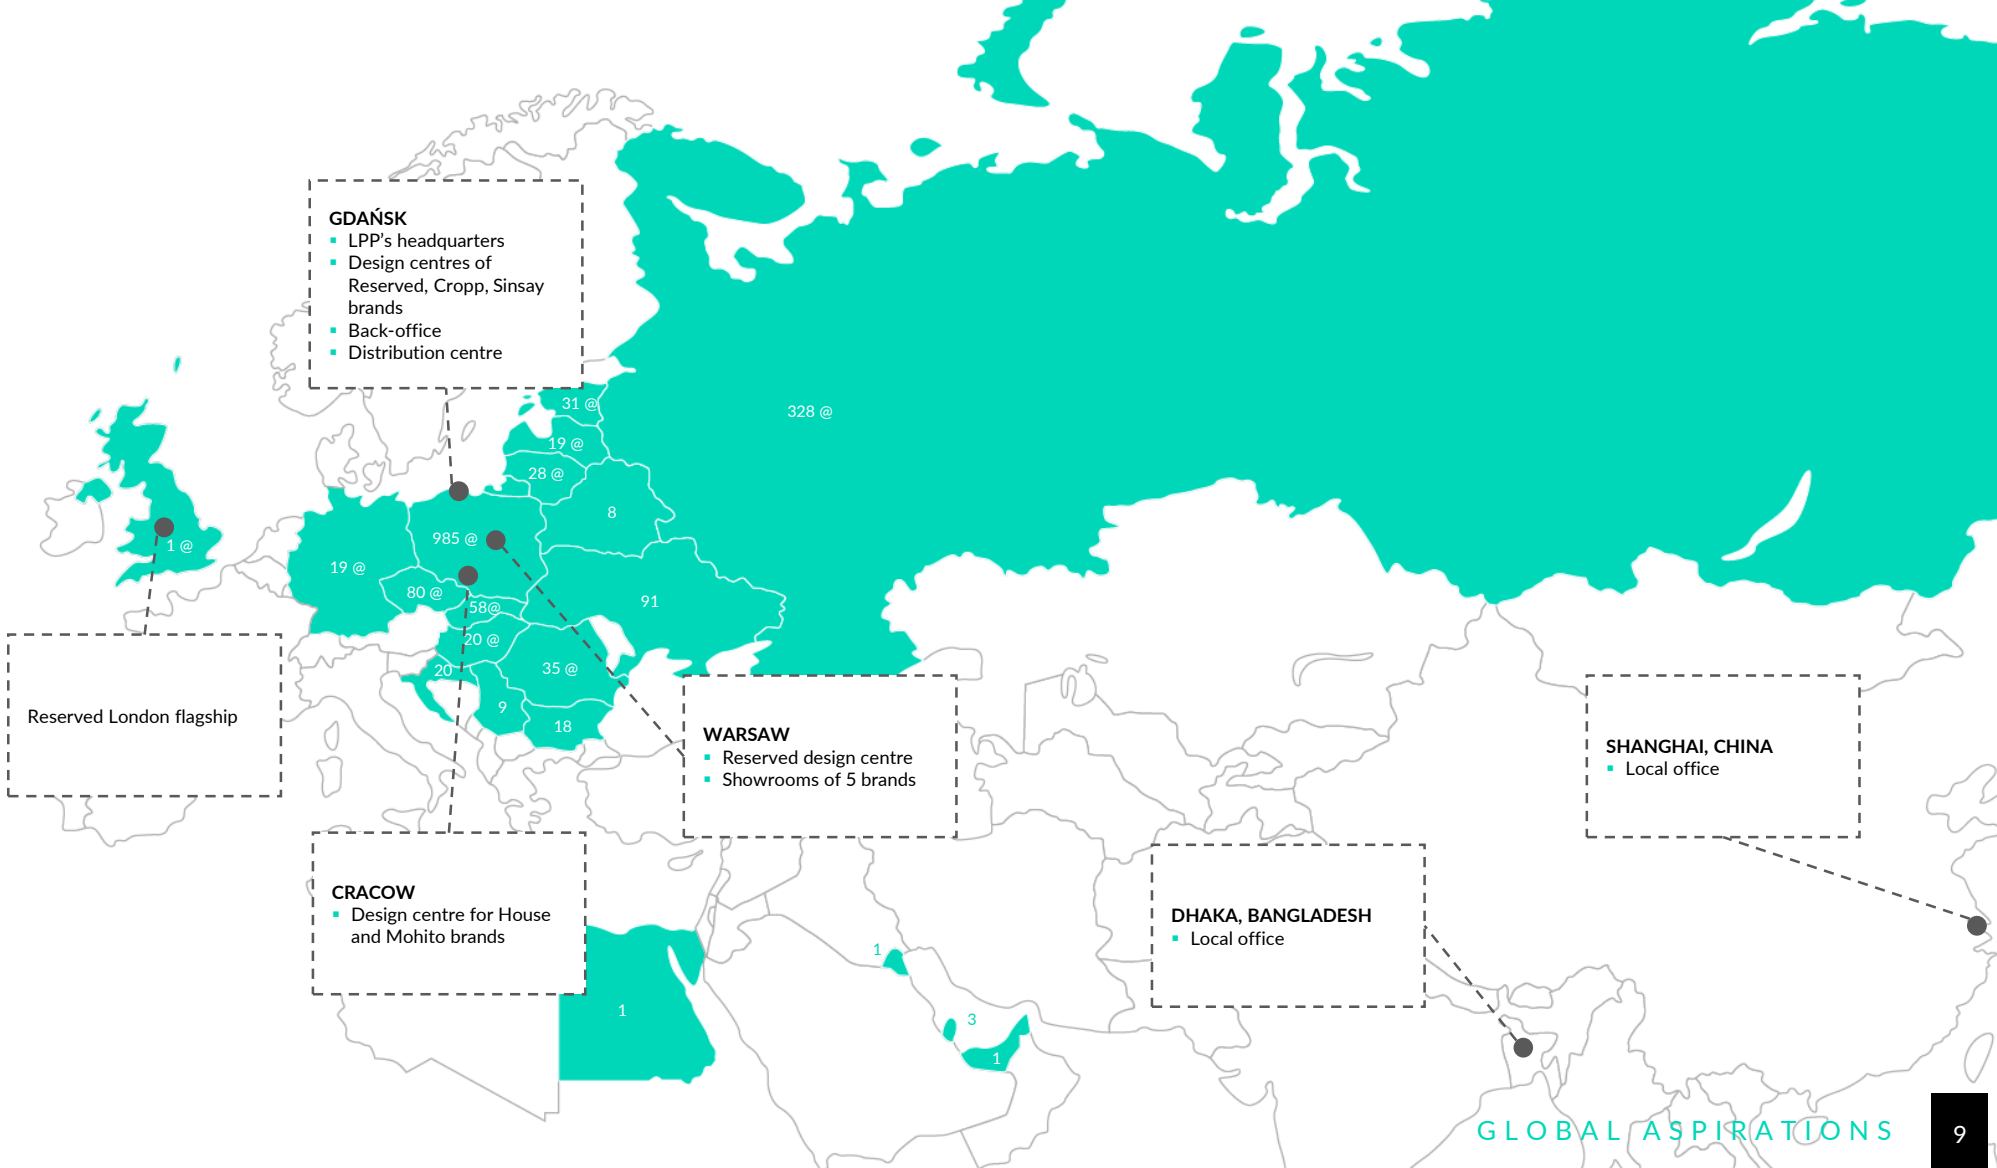 GDAŃSK
▪ LPP’s headquarters
▪ Design centres of
Reserved, Cropp, Sinsay
brands
▪ Back-office
▪ Distribution centre
31 @
328 @
19 @
28 @
8
985 @
1 @
19 @
80 @
91
58@
20 @
35 @
20
9
18
Reserved London flagship
WARSAW
▪ Reserved design centre
▪ Showrooms of 5 brands
SHANGHAI, CHINA
▪ Local office
CRACOW
▪ Design centre for House
and Mohito brands
DHAKA, BANGLADESH
▪ Local office
1
1
3
1
GLOBAL ASPIRATIONS
9